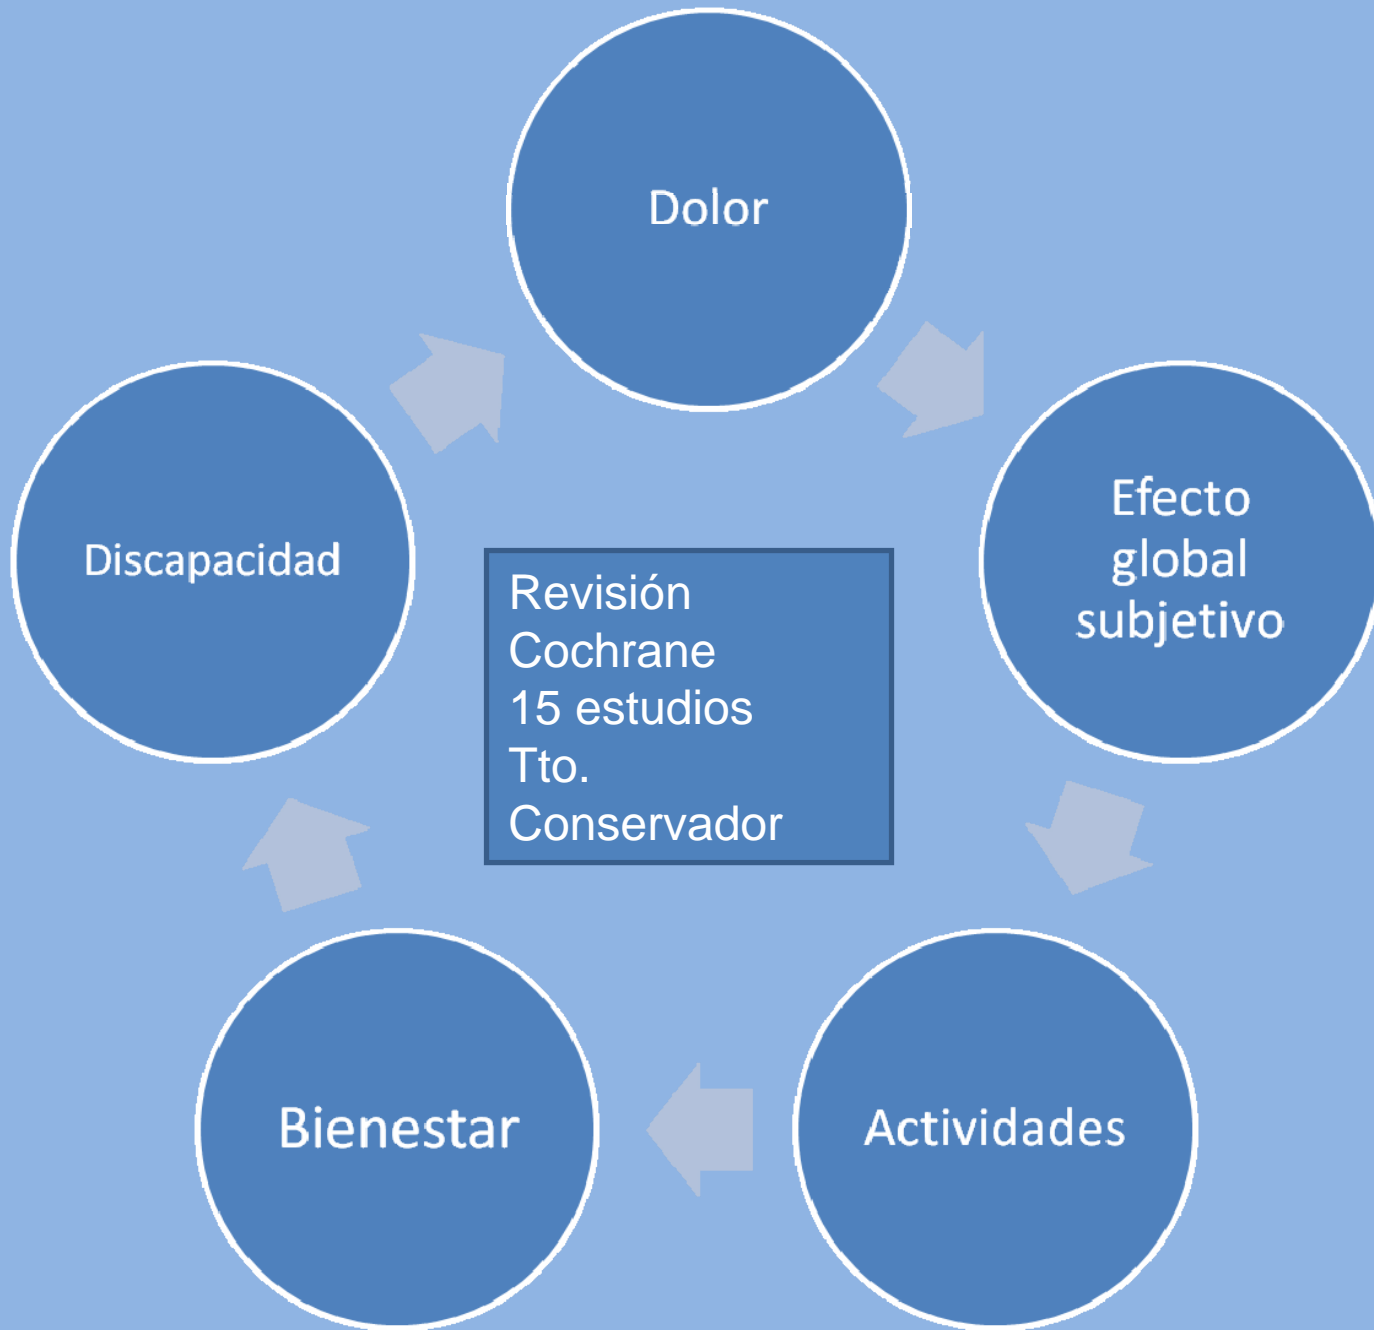 Dolor
Efecto
global
subjetivo
Discapacidad
Revisión
Cochrane
15 estudios
Tto.
Conservador
Bienestar
Actividades